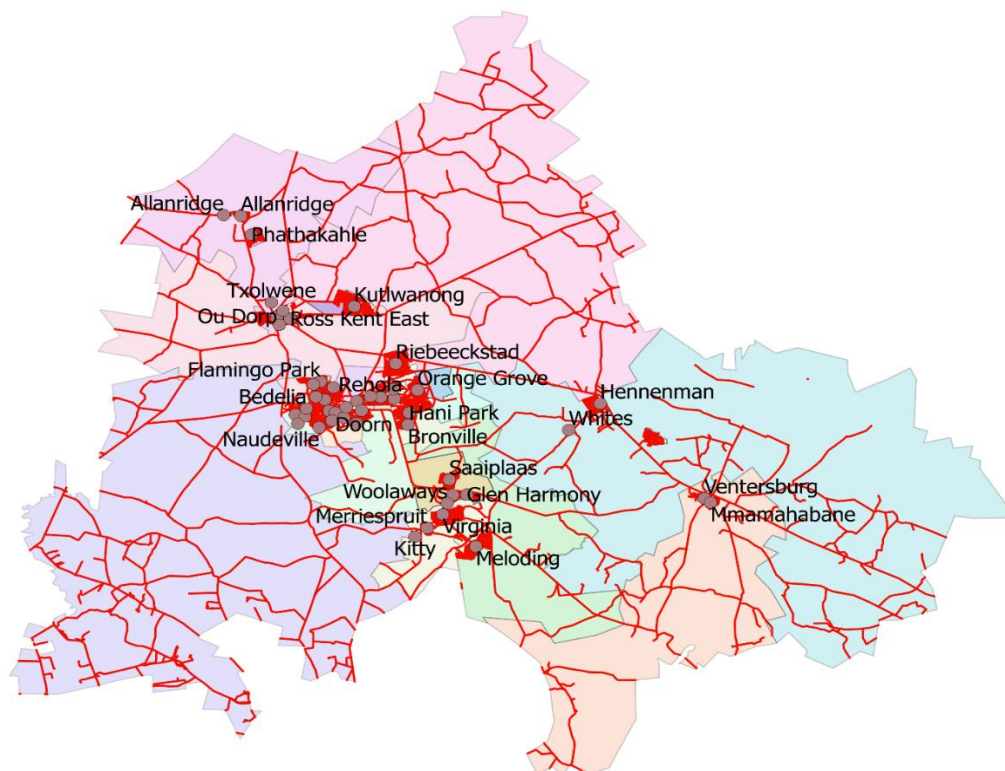 Allanridge
Allanridge
Phathakahle
Txolwene
Kutlwanong
Ou Dorp
Ross Kent East
Riebeeckstad
Flamingo Park
Rehola
Orange Grove
Bedelia
Hennenman
Hani Park
Whites
Naudeville
Doorn
Bronville
Saaiplaas
Woolaways
Glen Harmony
Ventersburg
Mmamahabane
Merriespruit
Virginia
Kitty
Meloding